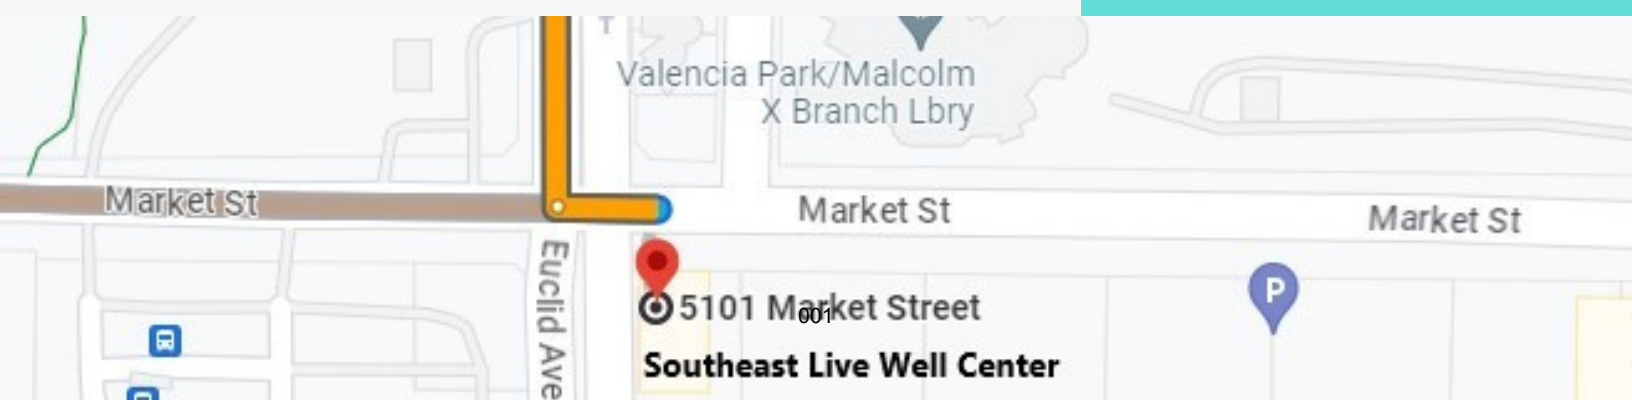 T
Valencia Park/Malcolm
X Branch Lbry
Market St
Market St
Market St
Euclid Ave
P
5101 Market Street
001
Southeast Live Well Center